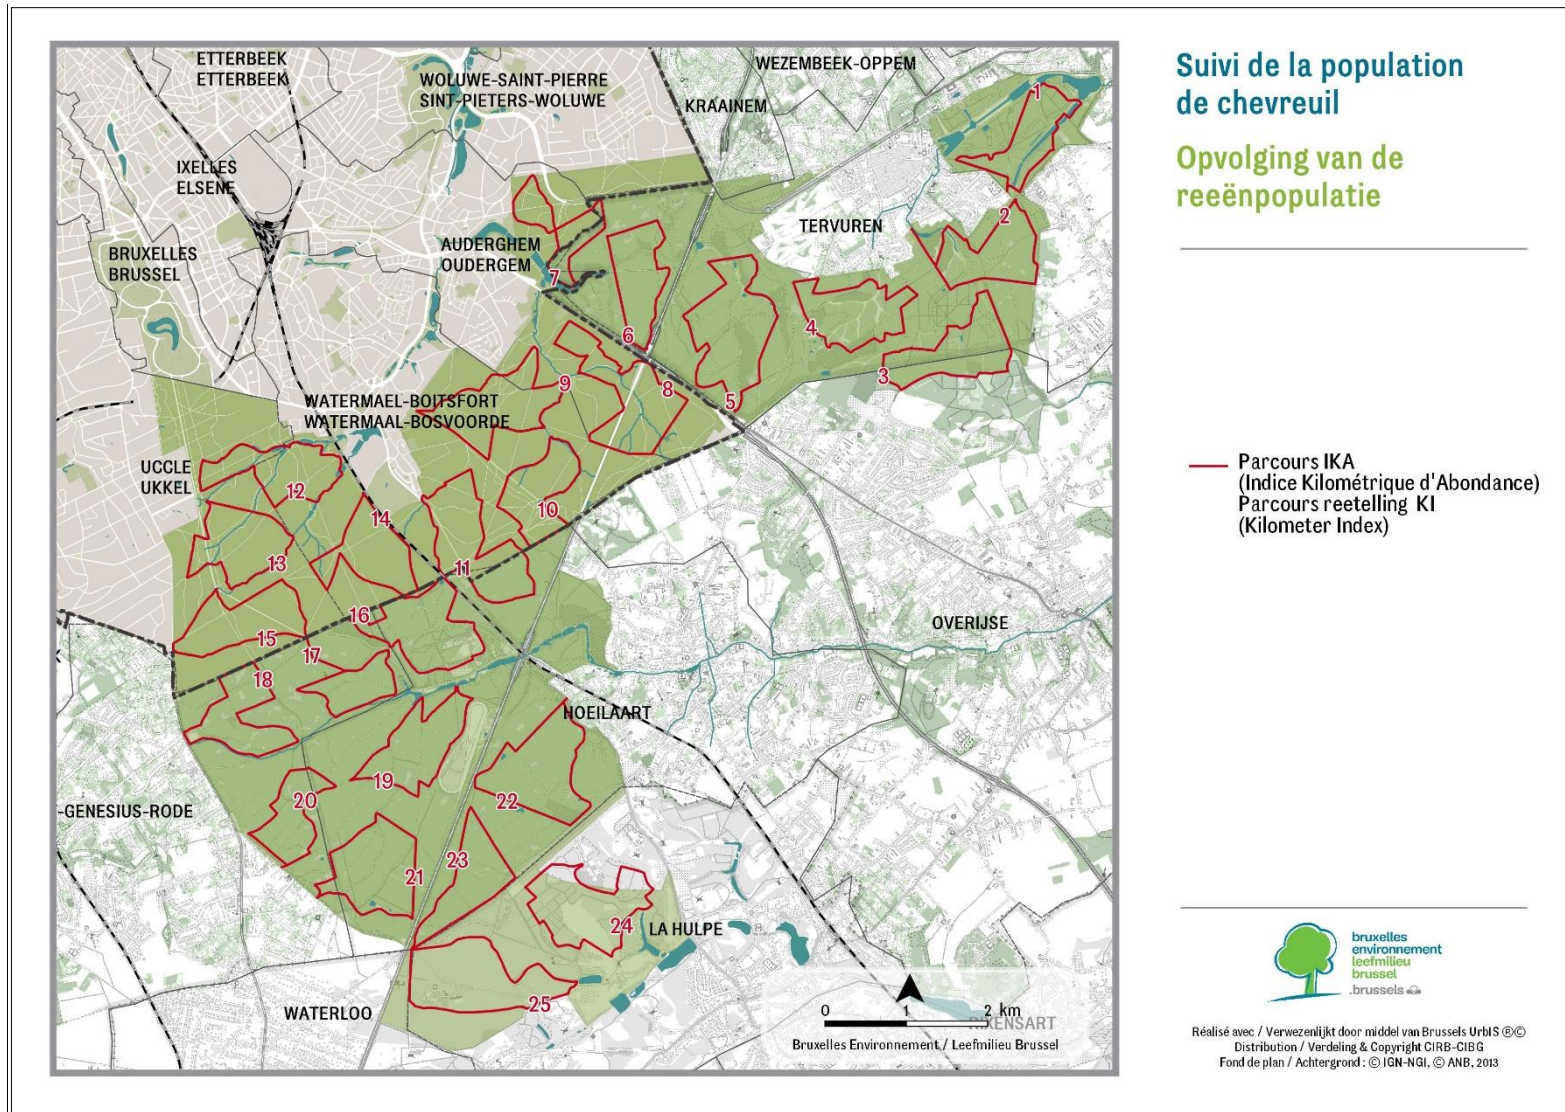 ETTERBEEK
ETTERBEEK
WOLUWE-SAINT-PIERRE
SINT-PIETERS-WOLUWE
WEZEMBEEK-OPPEM
KRAAINEM
IXELLES
ELSENE
BRUXELLES
BRUSSEL
AUDERGHEM
OUDERGEM
TERVUREN
WATERMAEL-BOITSFORT
WATERMAAL-BOSVOORDE
UCCLE
UKKEL
OVERIJSE
HOEILAART
-GENESIUS-RODE
LA HULPE
WATERLOO
RIXENSART
1
2
3
4
5
6
7
8
9
10
11
12
13
14
15
16
17
18
19
20
21
22
23
24
25
0 1 2 km
Bruxelles Environnement / Leefmilieu Brussel
Suivi de la population
de chevreuil
Opvolging van de
reeënpopulatie
Parcours IKA
(Indice Kilométrique d'Abondance)
Parcours reetelling KI
(Kilometer Index)
bruxelles
environnement
leefmilieu
brussel
.brussels
Réalisé avec / Verwezenlijkt door middel van Brussels UrbIS ®©
Distribution / Verdeling & Copyright CIRB-CIBG
Fond de plan / Achtergrond : © IGN-NGI, © ANB, 2013